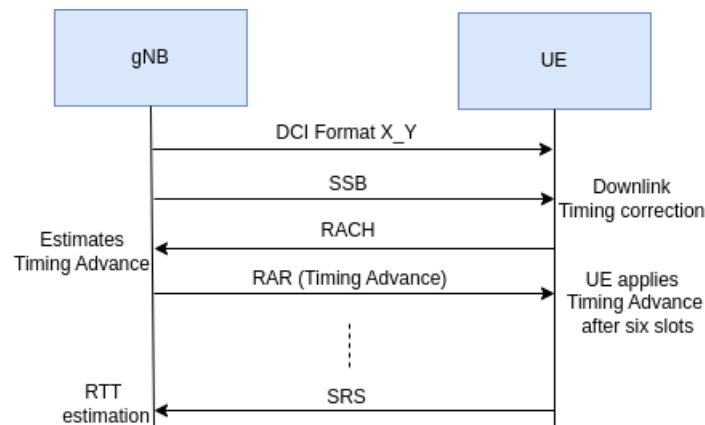 gNB
UE
DCI Format X_Y
SSB
Downlink
Timing correction
RACH
Estimates
Timing Advance
RAR (Timing Advance)
UE applies
Timing Advance
after six slots
RTT
estimation
SRS